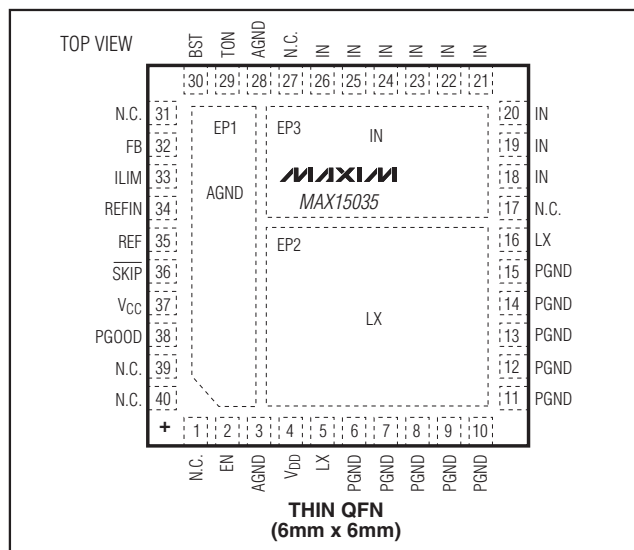 TOP VIEW
BST TON AGND N.C. IN IN IN IN IN IN
30 29 28 27 26 25 24 23 22 21
N.C. 31
FB 32
ILIM 33
REFIN 34
REF 35
SKIP 36
VCC 37
PGOOD 38
N.C. 39
N.C. 40
EP1
AGND
EP3
IN
MAXIM
MAX15035
EP2
LX
20 IN
19 IN
18 IN
17 N.C.
16 LX
15 PGND
14 PGND
13 PGND
12 PGND
11 PGND
+ 1 2 3 4 5 6 7 8 9 10
N.C. EN AGND VDD LX PGND PGND PGND PGND PGND
THIN QFN
(6mm x 6mm)